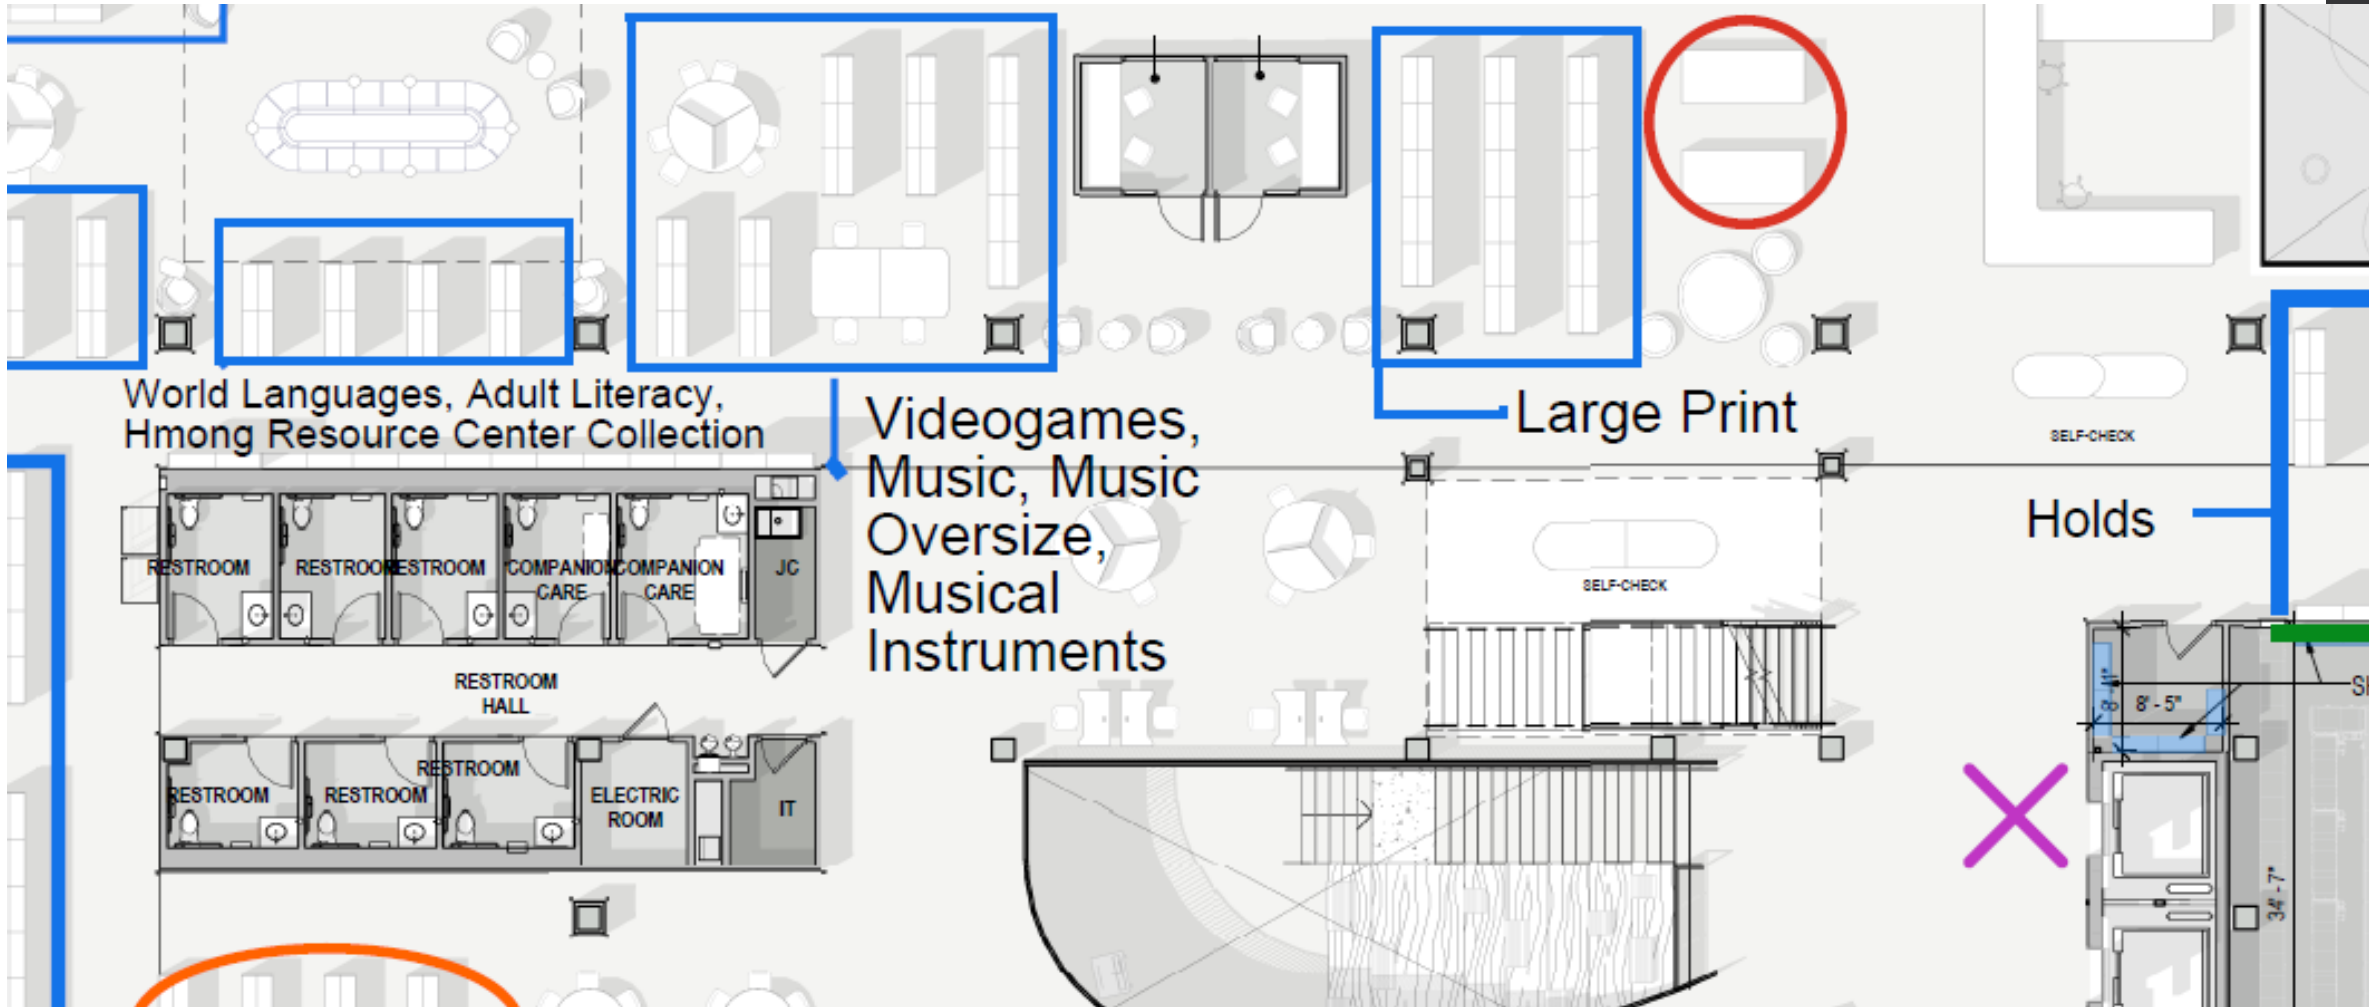 World Languages, Adult Literacy,
Hmong Resource Center Collection
Videogames,
Music, Music
Oversize,
Musical
Instruments
Large Print
SELF-CHECK
Holds
SELF-CHECK
RESTROOM
RESTROOM
RESTROOM
COMPANION
CARE
COMPANION
CARE
JC
RESTROOM
HALL
RESTROOM
RESTROOM
RESTROOM
ELECTRIC
ROOM
IT
8' - 11"
8' - 5"
34' - 7"